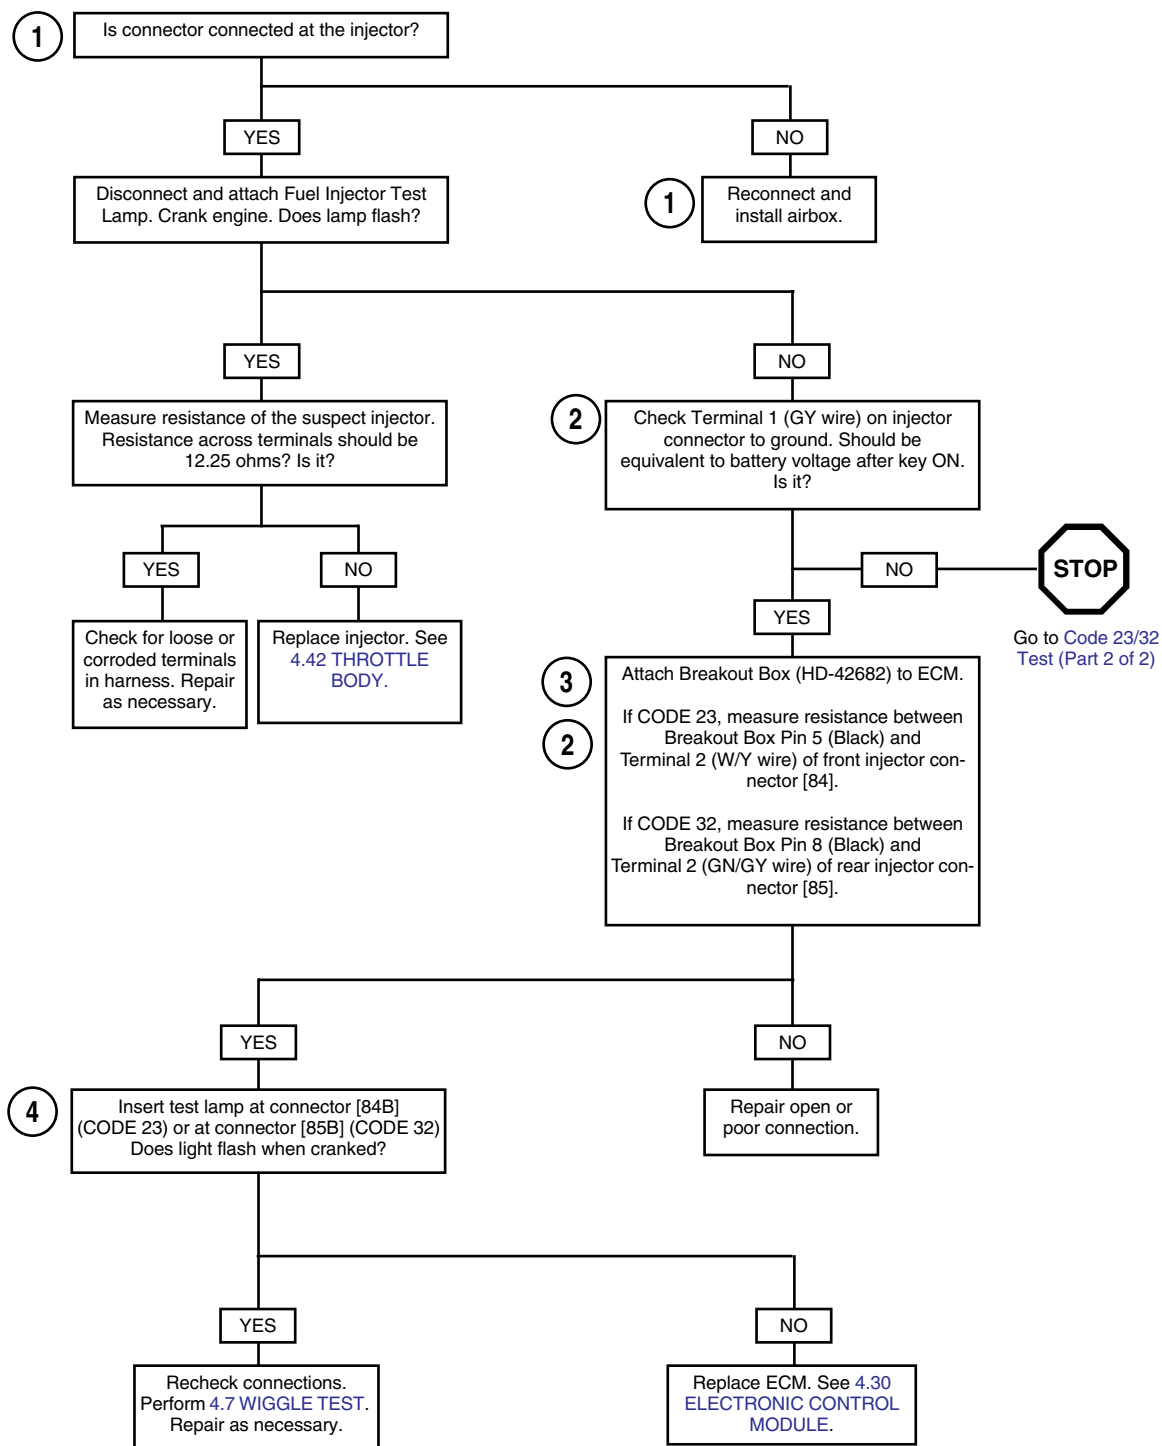 1
Is connector connected at the injector?
YES
NO
Disconnect and attach Fuel Injector Test
Lamp. Crank engine. Does lamp flash?
1
Reconnect and
install airbox.
YES
NO
Measure resistance of the suspect injector.
Resistance across terminals should be
12.25 ohms? Is it?
2
Check Terminal 1 (GY wire) on injector
connector to ground. Should be
equivalent to battery voltage after key ON.
Is it?
YES
NO
NO
STOP
Check for loose or
corroded terminals
in harness. Repair
as necessary.
Replace injector. See
4.42 THROTTLE
BODY.
YES
Go to Code 23/32
Test (Part 2 of 2)
3
2
Attach Breakout Box (HD-42682) to ECM.
If CODE 23, measure resistance between
Breakout Box Pin 5 (Black) and
Terminal 2 (W/Y wire) of front injector con-
nector [84].
If CODE 32, measure resistance between
Breakout Box Pin 8 (Black) and
Terminal 2 (GN/GY wire) of rear injector con-
nector [85].
YES
NO
4
Insert test lamp at connector [84B]
(CODE 23) or at connector [85B] (CODE 32)
Does light flash when cranked?
Repair open or
poor connection.
YES
NO
Recheck connections.
Perform 4.7 WIGGLE TEST.
Repair as necessary.
Replace ECM. See 4.30
ELECTRONIC CONTROL
MODULE.